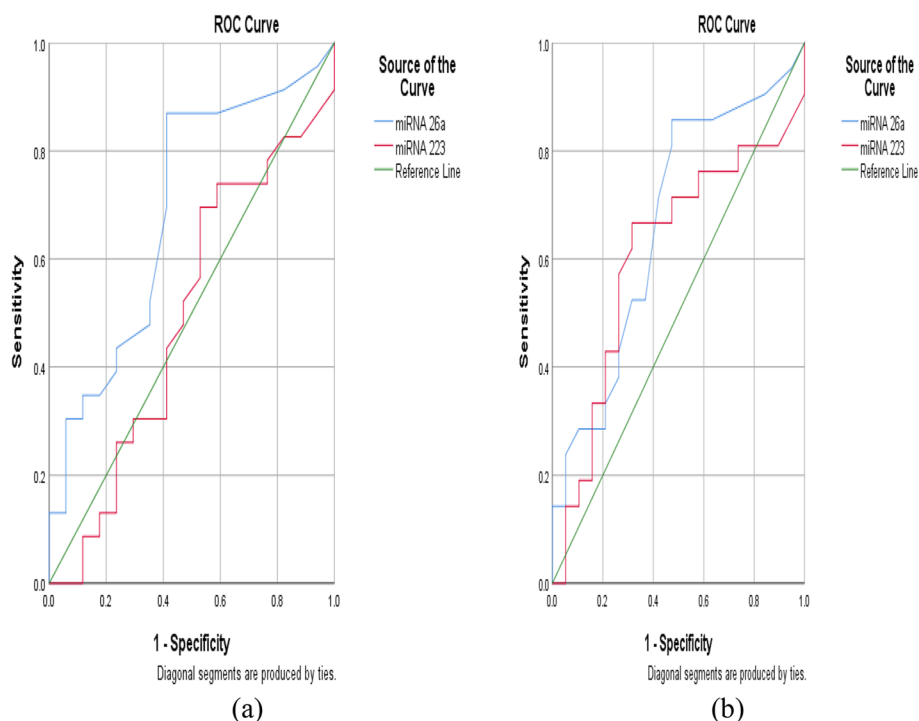 ROC Curve
1.0
0.8
0.6
0.4
0.2
0.0
Sensitivity
0.0 0.2 0.4 0.6 0.8 1.0
1 - Specificity
Diagonal segments are produced by ties.
Source of the
Curve
miRNA 26a
miRNA 223
Reference Line
(a)
ROC Curve
1.0
0.8
0.6
0.4
0.2
0.0
Sensitivity
0.0 0.2 0.4 0.6 0.8 1.0
1 - Specificity
Diagonal segments are produced by ties.
Source of the
Curve
miRNA 26a
miRNA 223
Reference Line
(b)